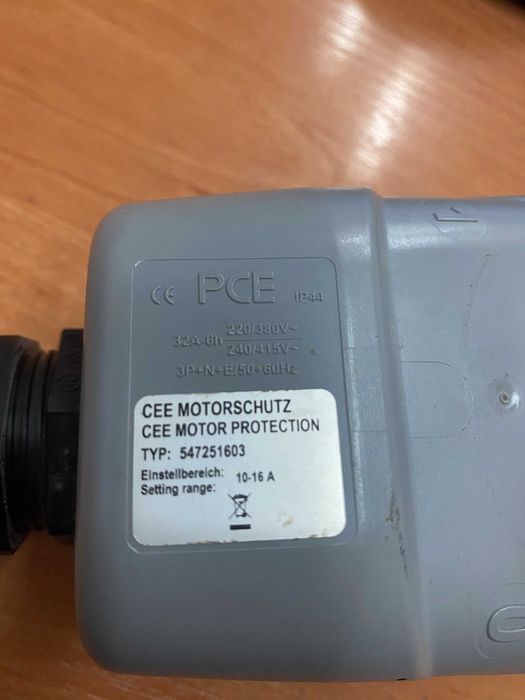 CE PCE IP44
32A-6h 220/380V~
240/415V~
3P+N+E/50+60Hz
CEE MOTORSCHUTZ
CEE MOTOR PROTECTION
TYP: 547251603
Einstellbereich:
Setting range: 10-16 A